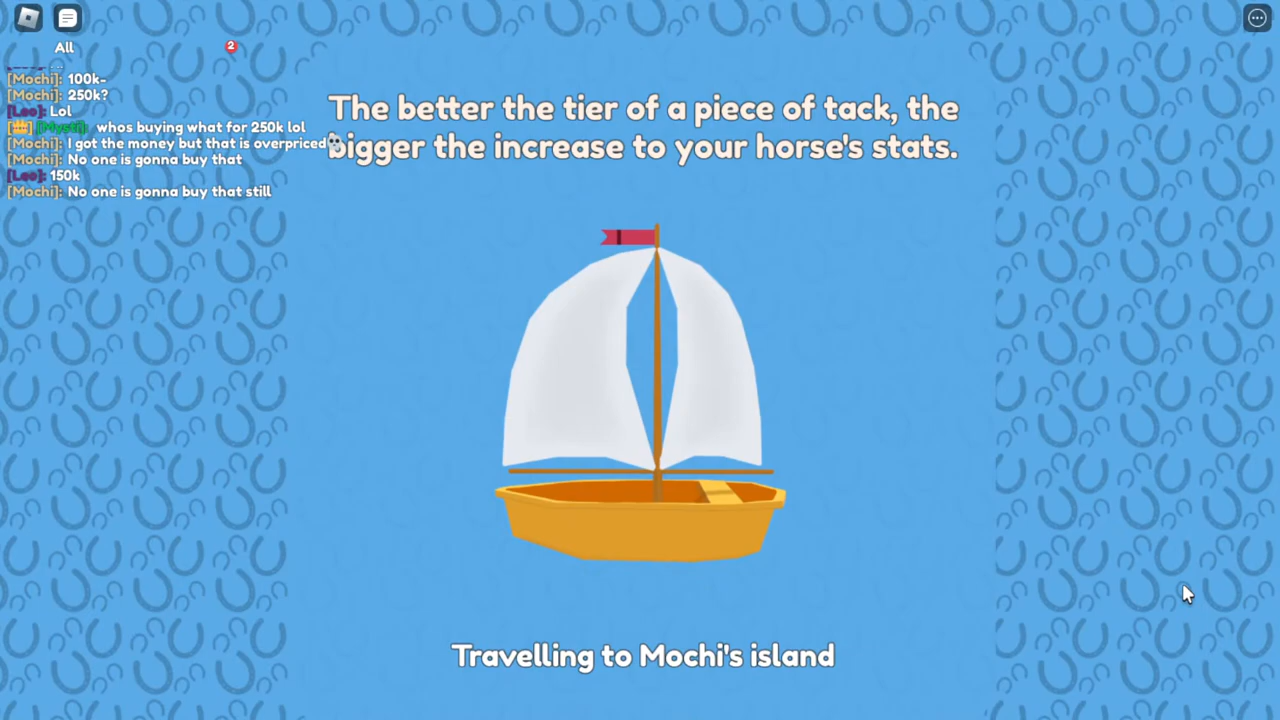 All
2
[Mochi]: 100k-
[Mochi]: 250k?
[Leo]: Lol
[Mysti]: whos buying what for 250k lol
[Mochi]: I got the money but that is overpriced💀
[Mochi]: No one is gonna buy that
[Leo]: 150k
[Mochi]: No one is gonna buy that still
The better the tier of a piece of tack, the
bigger the increase to your horse's stats.
Travelling to Mochi's island